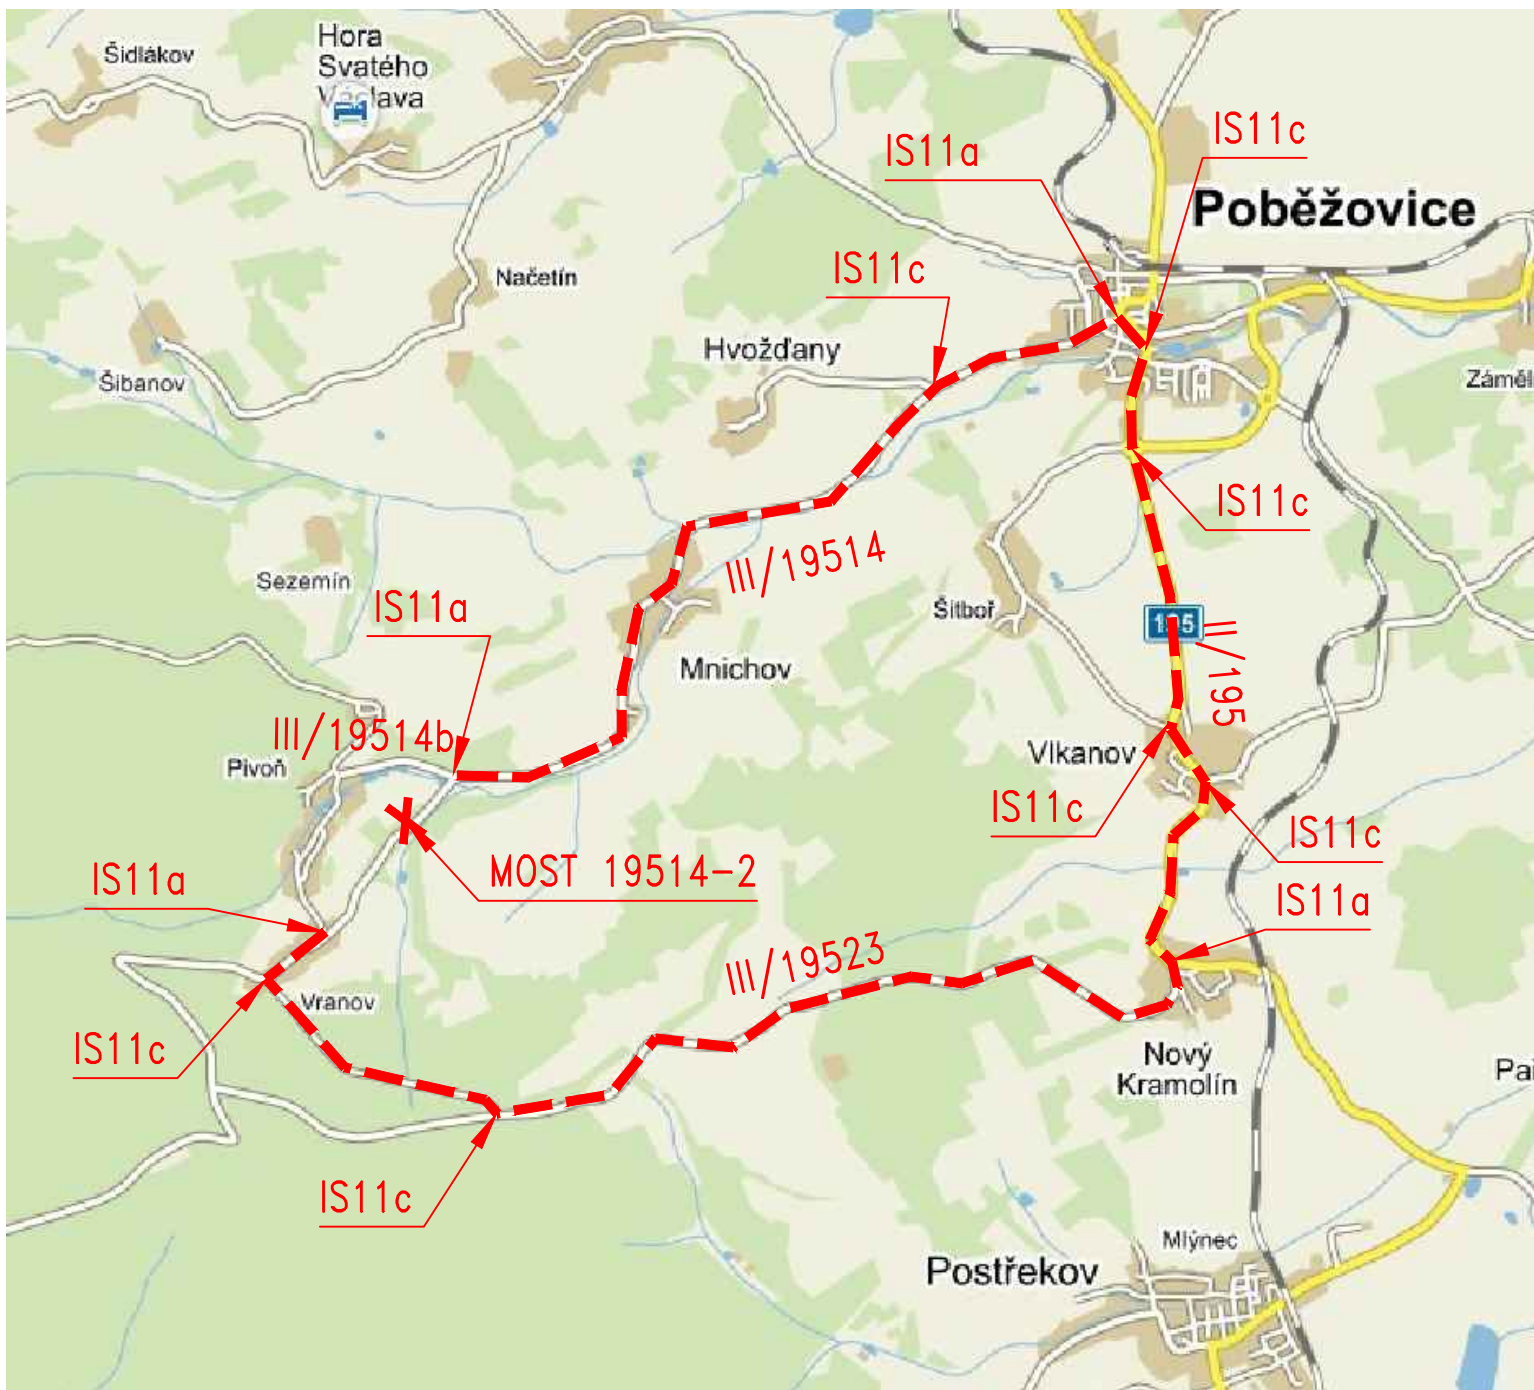 Hora
Svatého
Václava
Šidlákov
IS11c
IS11a
Poběžovice
IS11c
Načetín
Hvožďany
Šibanov
Záměl
IS11c
III/19514
Sezemín
IS11a
Šitboř
195
II/195
Mnichov
III/19514b
Pivoň
Vlkanov
IS11c
IS11c
MOST 19514-2
IS11a
IS11a
III/19523
Vranov
IS11c
Nový
Kramolín
Pař
IS11c
Mlýnec
Postřekov